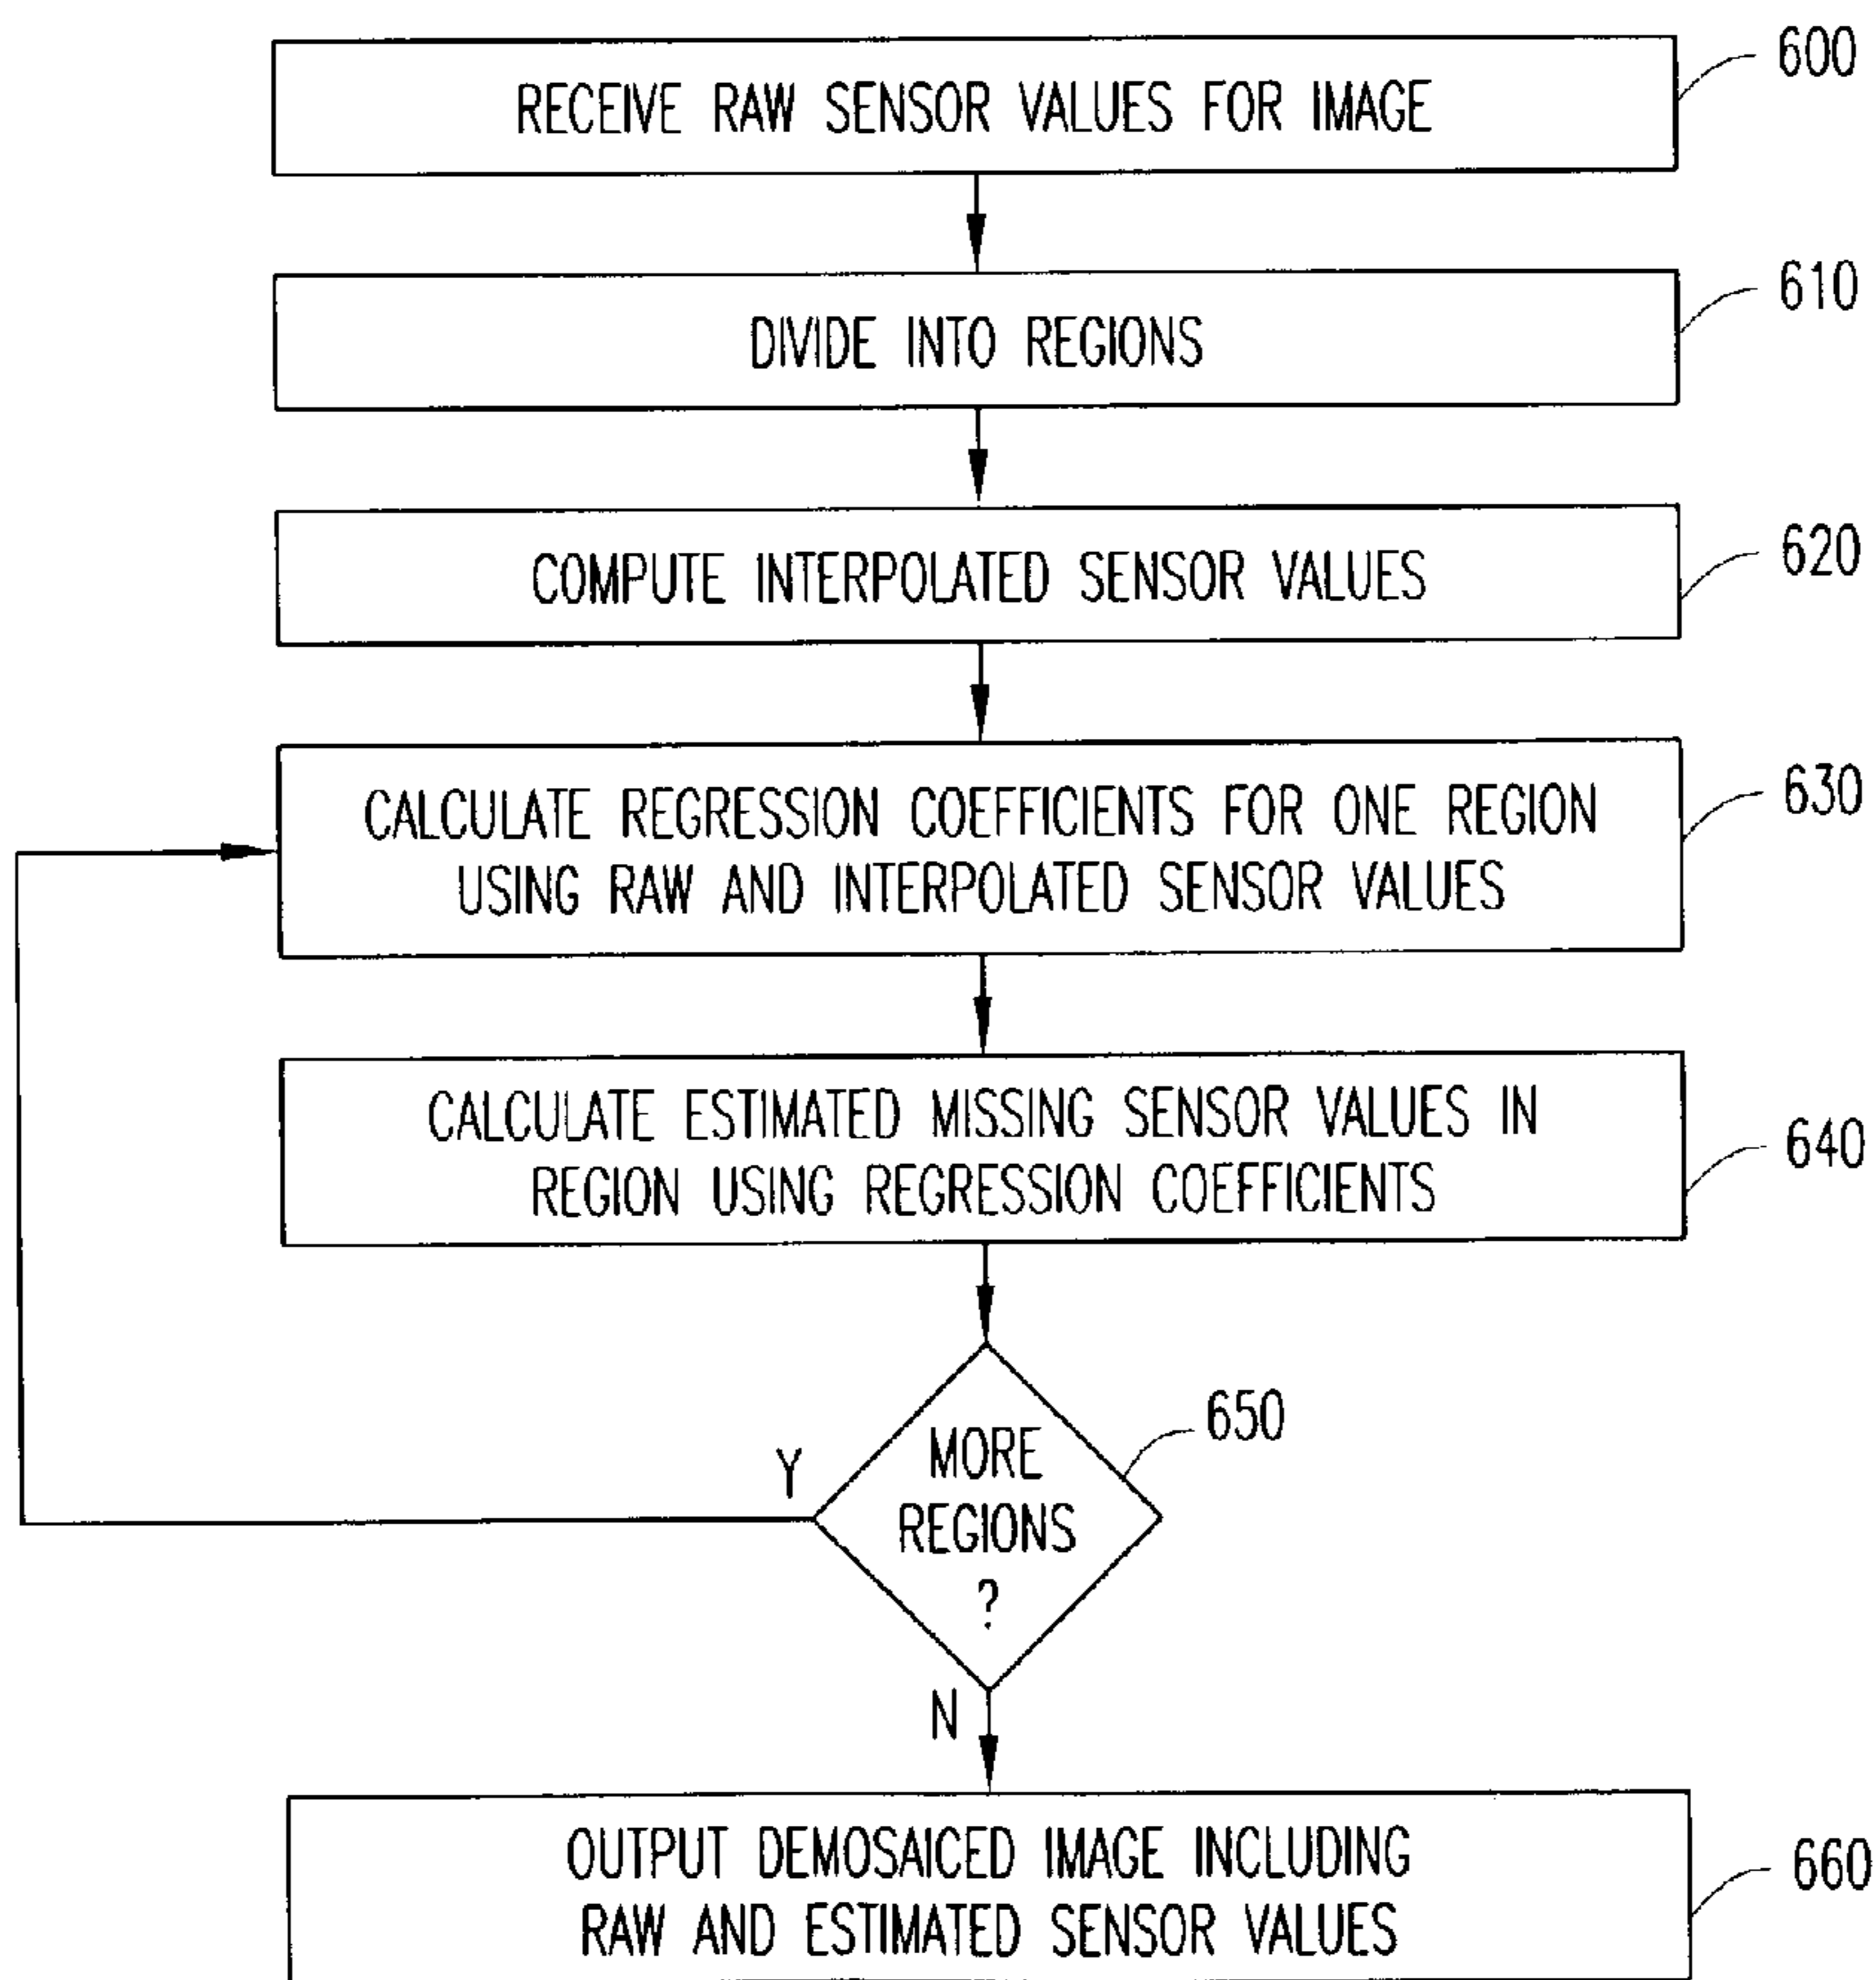 600
RECEIVE RAW SENSOR VALUES FOR IMAGE
610
DIVIDE INTO REGIONS
620
COMPUTE INTERPOLATED SENSOR VALUES
630
CALCULATE REGRESSION COEFFICIENTS FOR ONE REGION
USING RAW AND INTERPOLATED SENSOR VALUES
640
CALCULATE ESTIMATED MISSING SENSOR VALUES IN
REGION USING REGRESSION COEFFICIENTS
650
Y
MORE
REGIONS
?
N
660
OUTPUT DEMOSAICED IMAGE INCLUDING
RAW AND ESTIMATED SENSOR VALUES